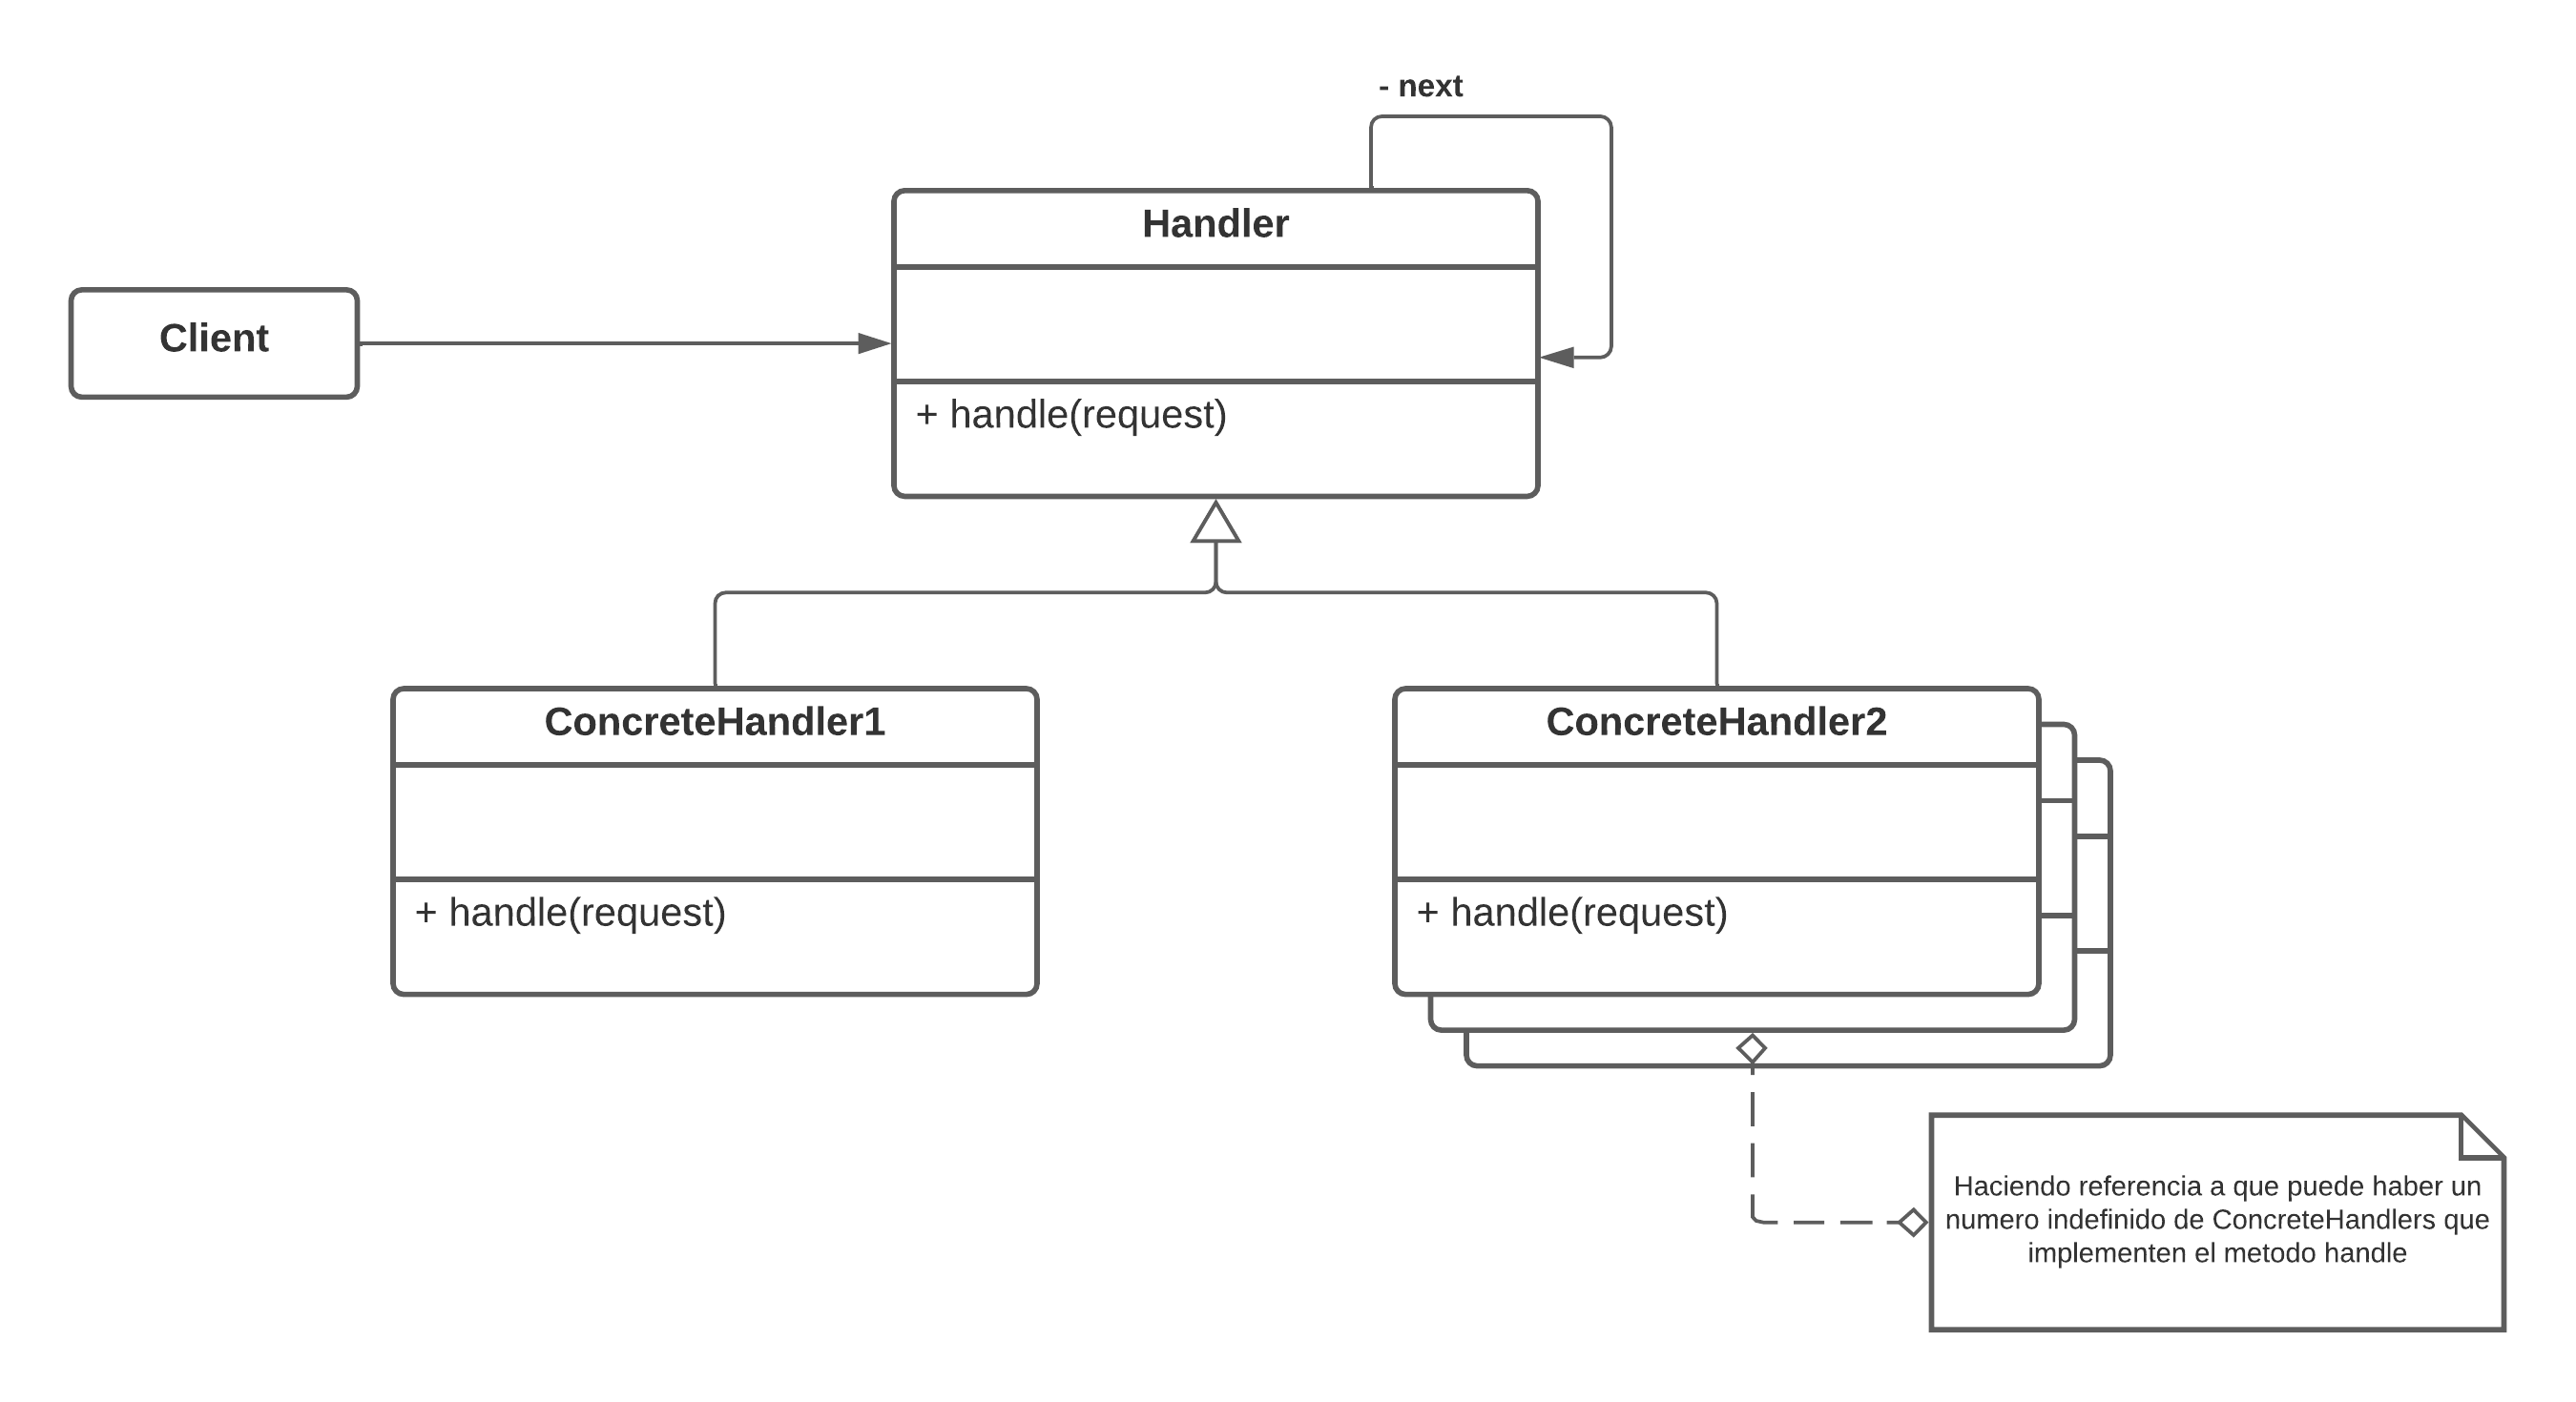 - next
Handler
Client
+ handle(request)
ConcreteHandler1
ConcreteHandler2
+ handle(request)
+ handle(request)
Haciendo referencia a que puede haber un
numero indefinido de ConcreteHandlers que
implementen el metodo handle